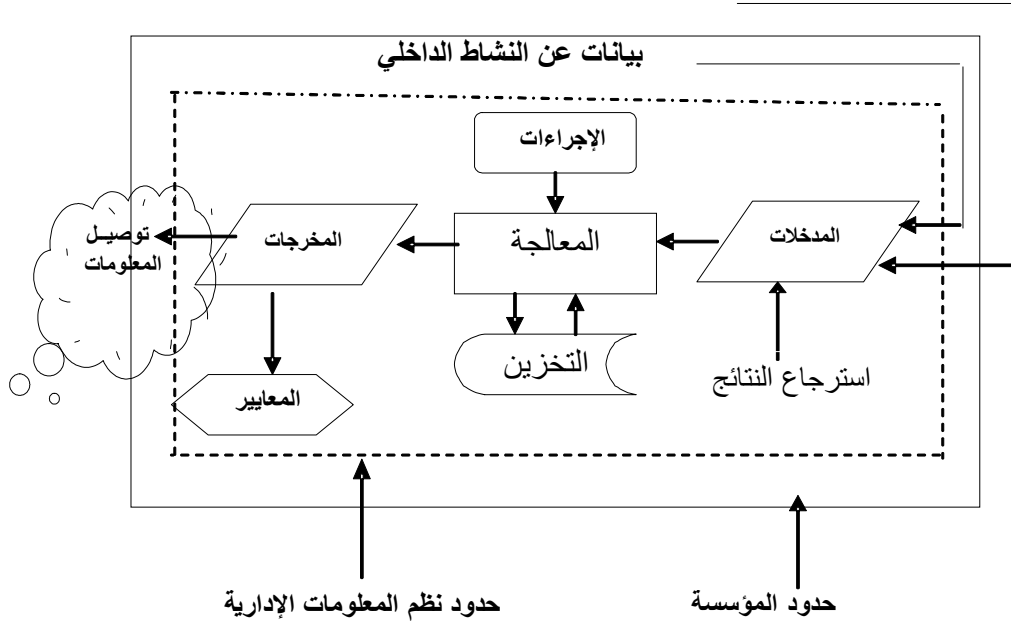 بيانات عن النشاط الداخلي
الإجراءات
المدخلات
المعالجة
المخرجات
توصيــل
المعلومات
التخزين
استرجاع النتائج
المعايير
حدود المؤسسة
حدود نظم المعلومات الإدارية